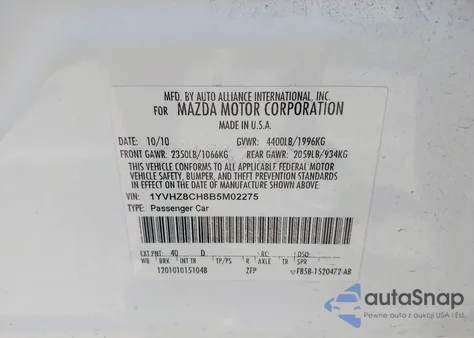 MFD. BY AUTO ALLIANCE INTERNATIONAL, INC.
FOR MAZDA MOTOR CORPORATION
MADE IN U.S.A.
DATE: 10/10 GVWR: 4400LB/1996KG
FRONT GAWR: 2350LB/1066KG REAR GAWR: 2059LB/934KG
THIS VEHICLE CONFORMS TO ALL APPLICABLE FEDERAL MOTOR
VEHICLE SAFETY, BUMPER, AND THEFT PREVENTION STANDARDS
IN EFFECT ON THE DATE OF MANUFACTURE SHOWN ABOVE.
VIN: 1YVHZ8CH8B5M02275
TYPE: Passenger Car
EXT PNT: 40 D RC: DSO:
WB BRK INT TR TP/PS R AXLE TR SPR
1201010151048 ZFP F85B-1520472-AB
autoSnap
Pewne auta z aukcji USA i EU